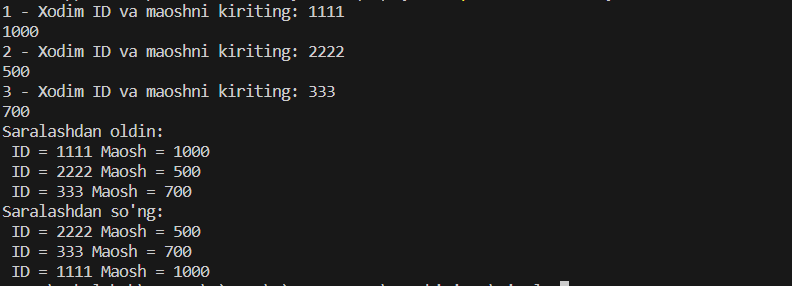 1 - Xodim ID va maoshni kiriting: 1111
1000
2 - Xodim ID va maoshni kiriting: 2222
500
3 - Xodim ID va maoshni kiriting: 333
700
Saralashdan oldin:
ID = 1111 Maosh = 1000
ID = 2222 Maosh = 500
ID = 333 Maosh = 700
Saralashdan so'ng:
ID = 2222 Maosh = 500
ID = 333 Maosh = 700
ID = 1111 Maosh = 1000